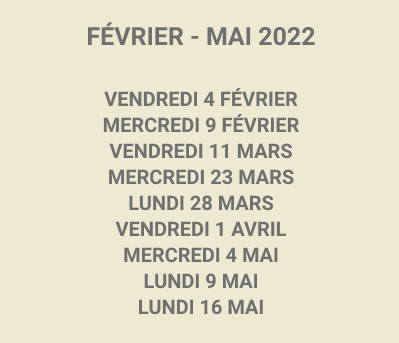 FÉVRIER - MAI 2022
VENDREDI 4 FÉVRIER
MERCREDI 9 FÉVRIER
VENDREDI 11 MARS
MERCREDI 23 MARS
LUNDI 28 MARS
VENDREDI 1 AVRIL
MERCREDI 4 MAI
LUNDI 9 MAI
LUNDI 16 MAI